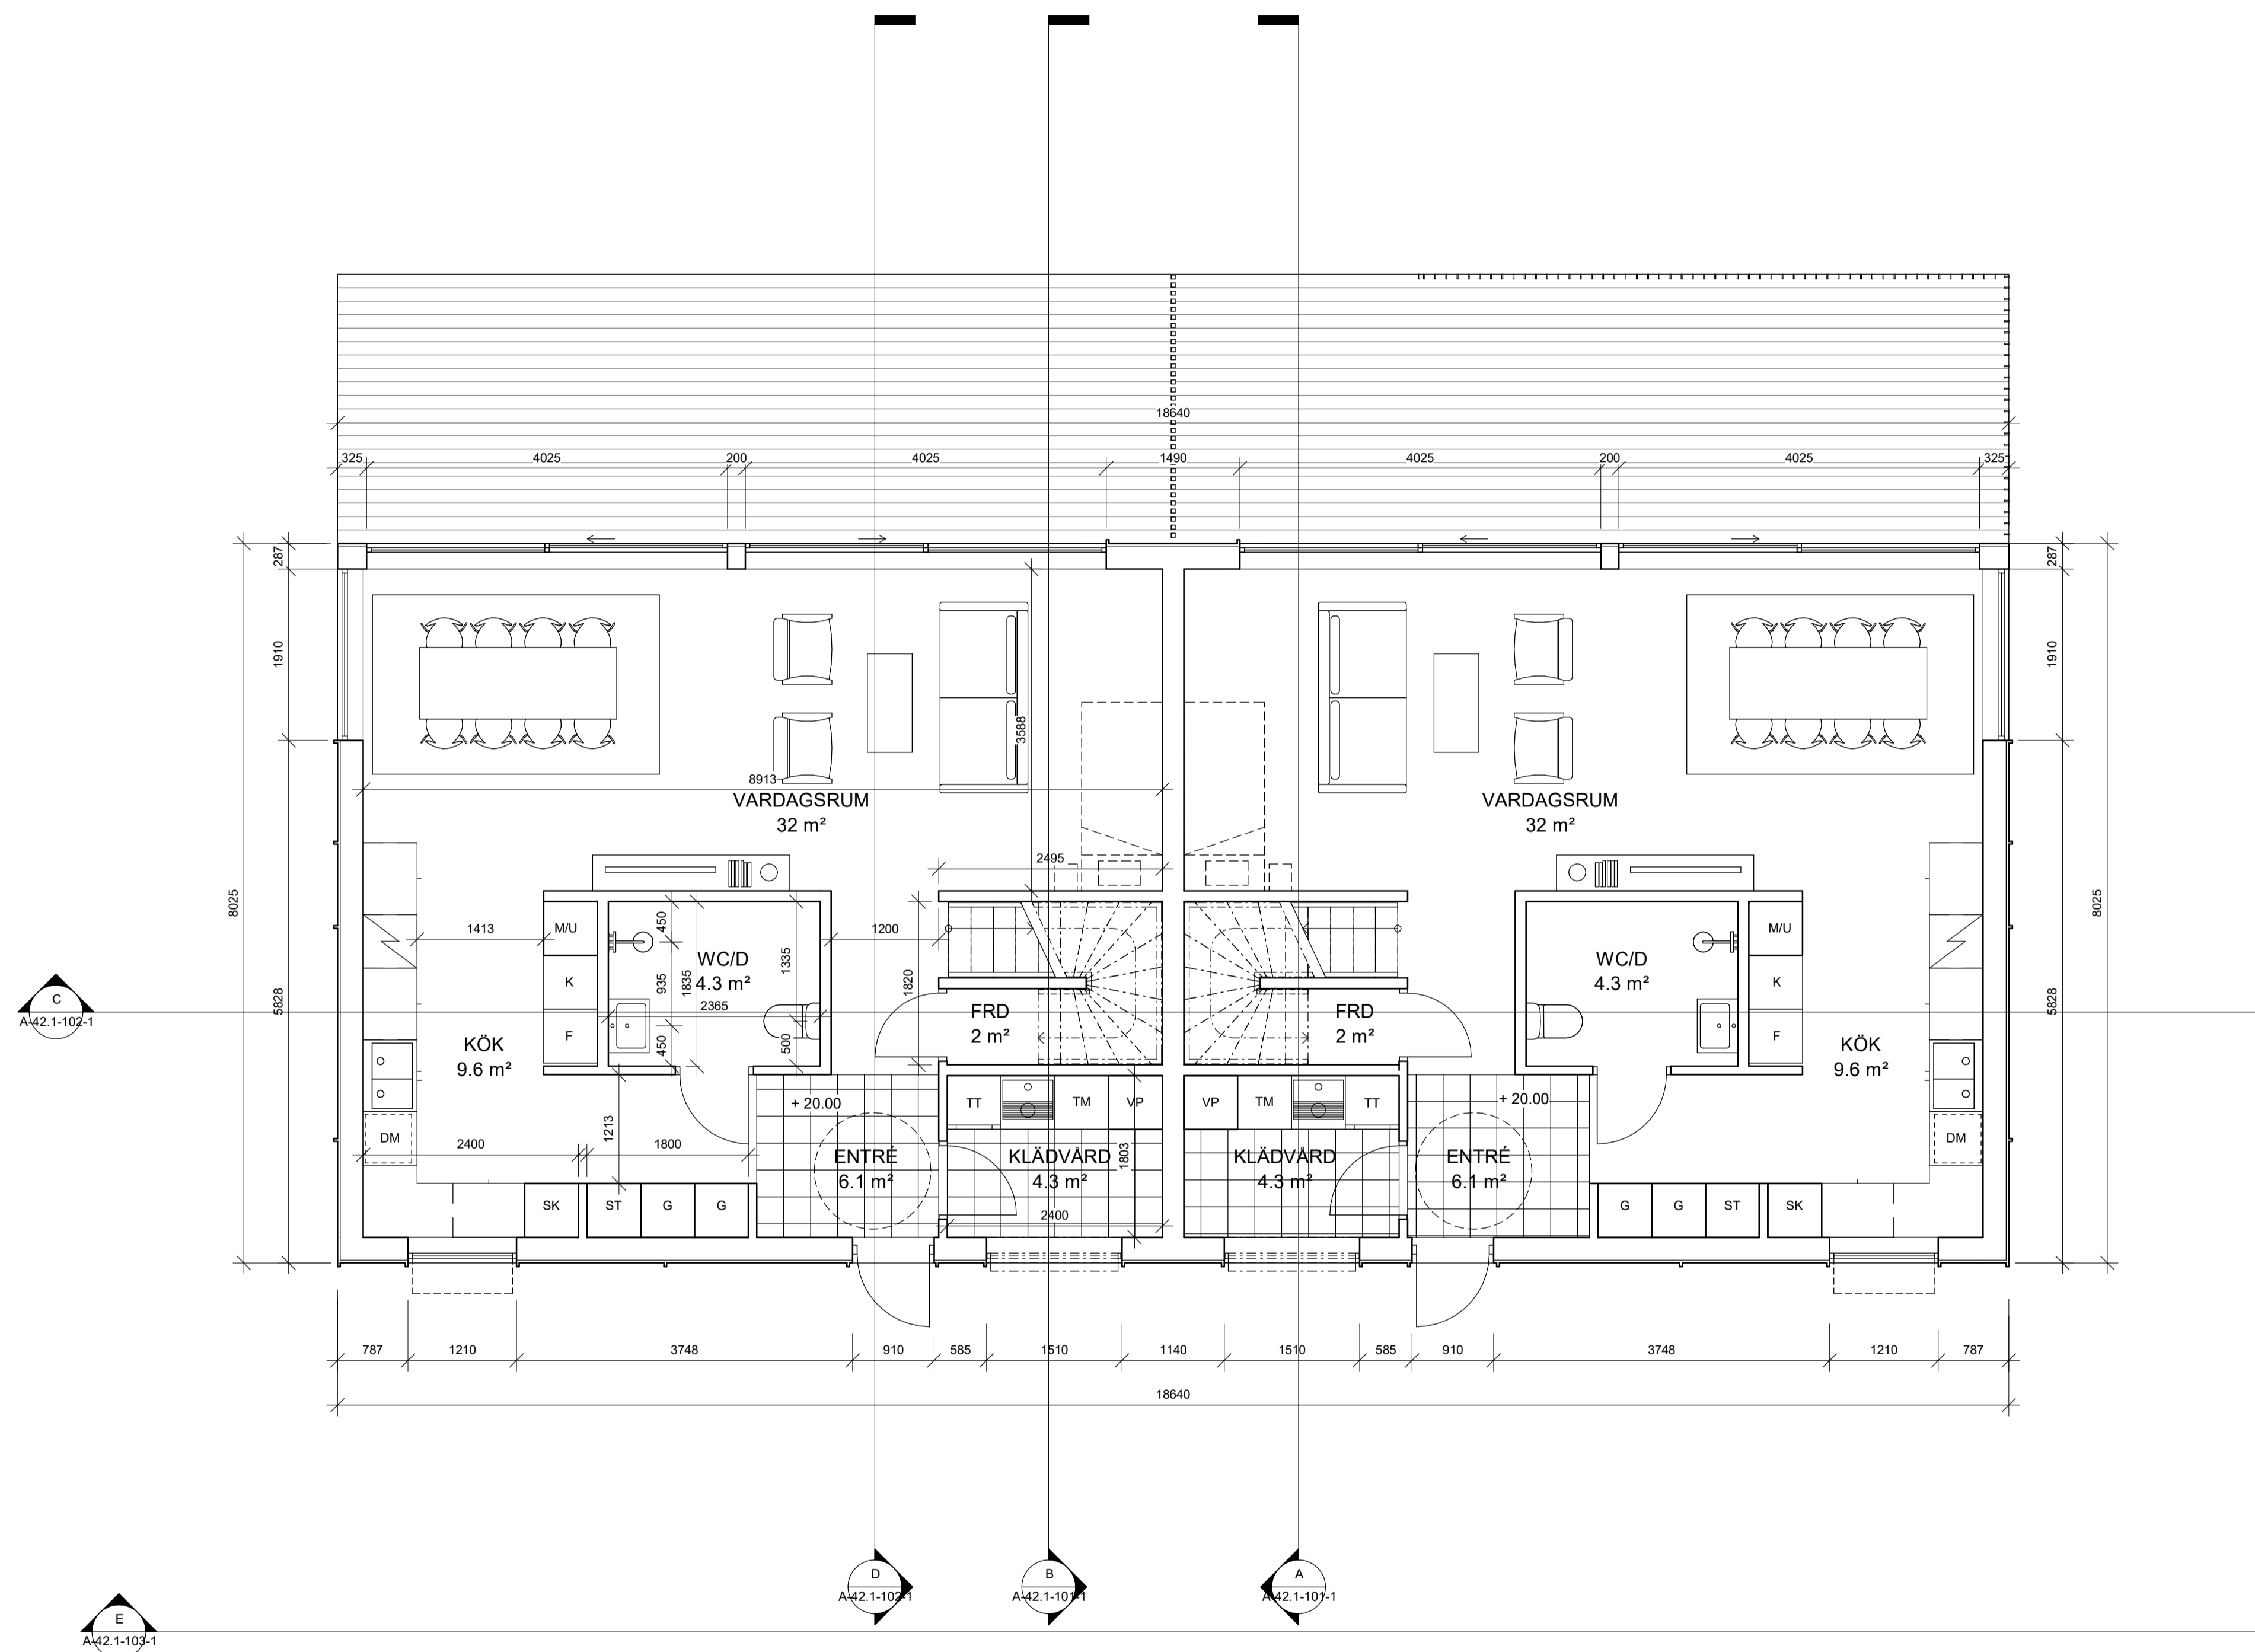 18640
325 4025 200 4025 1490 4025 200 4025 325
287
287
1910
1910
35888
8913
VARDAGSRUM
32 m²
VARDAGSRUM
32 m²
2495
8025
8025
5828
5828
1413
M/U
450
WC/D
4.3 m²
935
1835
1335
1200
1820
2365
450
500
K
F
KÖK
9.6 m²
FRD
2 m²
FRD
2 m²
WC/D
4.3 m²
M/U
K
F
KÖK
9.6 m²
C
A-42.1-102-1
+ 20.00
TT
TM
VP
VP
TM
TT
+ 20.00
DM
2400
1213
1800
ENTRÉ
6.1 m²
KLÄDVÅRD
4.3 m²
1803
KLÄDVÅRD
4.3 m²
ENTRÉ
6.1 m²
DM
SK
ST
G
G
2400
G
G
ST
SK
787 1210 3748 910 585 1510 1140 1510 585 910 3748 1210 787
18640
D
A-42.1-102-1
B
A-42.1-101-1
A
A-42.1-101-1
E
A-42.1-103-1